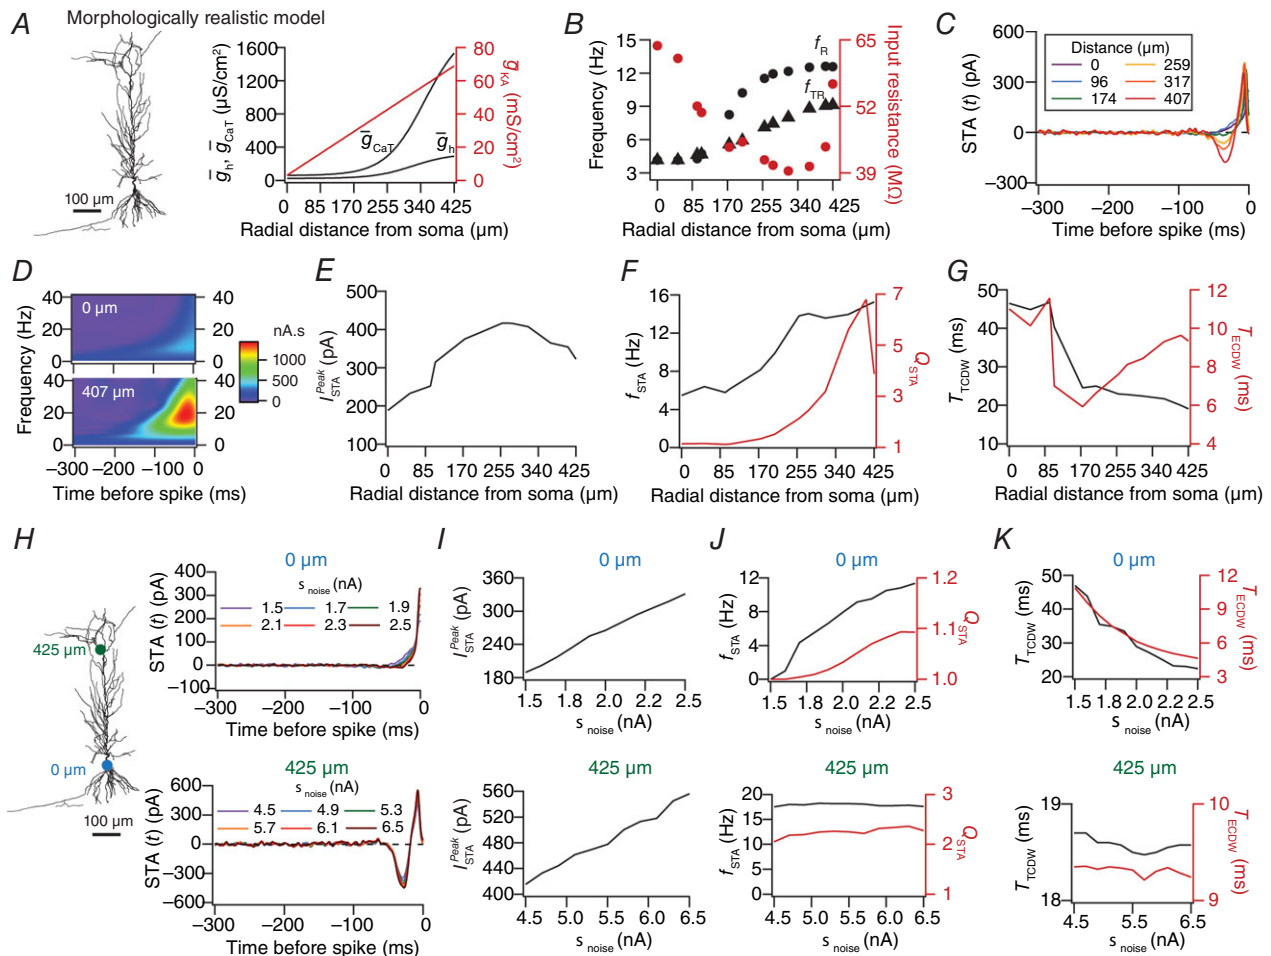 A Morphologically realistic model
100 µm
g̅h, g̅CaT (µS/cm²)
1600
1200
800
400
0
g̅CaT
g̅h
80
60
40
20
0
g̅KA (mS/cm²)
0 85 170 255 340 425
Radial distance from soma (µm)
B
Frequency (Hz)
15
12
9
6
3
fR
fTR
65
52
39
Input resistance (MΩ)
0 85 170 255 340 425
Radial distance from soma (µm)
C
STA (t) (pA)
600
300
0
−300
Distance (µm)
0 259
96 317
174 407
−300 −200 −100 0
Time before spike (ms)
D
Frequency (Hz)
40
20
0
0 µm
40
20
0
40
20
0
407 µm
40
20
0
nA.s
1000
500
0
−300 −200 −100 0
Time before spike (ms)
E
I Peak STA (pA)
500
400
300
200
100
0 85 170 255 340 425
Radial distance from soma (µm)
F
fSTA (Hz)
16
12
8
4
0
7
5
3
1
QSTA
0 85 170 255 340 425
Radial distance from soma (µm)
G
TTCDW (ms)
50
40
30
20
10
12
10
8
6
4
TECDW (ms)
0 85 170 255 340 425
Radial distance from soma (µm)
H
425 µm
0 µm
100 µm
0 µm
STA (t) (pA)
400
300
200
100
0
−100
s noise (nA)
1.5 1.7 1.9
2.1 2.3 2.5
−300 −200 −100 0
Time before spike (ms)
425 µm
STA (t) (pA)
600
300
0
−300
−600
s noise (nA)
4.5 4.9 5.3
5.7 6.1 6.5
−300 −200 −100 0
Time before spike (ms)
I
0 µm
I Peak STA (pA)
360
300
240
180
1.5 1.8 2.0 2.2 2.5
s noise (nA)
425 µm
I Peak STA (pA)
560
520
480
440
400
4.5 5.0 5.5 6.0 6.5
s noise (nA)
J
0 µm
fSTA (Hz)
12
8
4
0
1.2
1.1
1.0
QSTA
1.5 1.8 2.0 2.2 2.5
s noise (nA)
425 µm
fSTA (Hz)
20
15
10
5
0
3
2
1
QSTA
4.5 5.0 5.5 6.0 6.5
s noise (nA)
K
0 µm
TTCDW (ms)
50
40
30
20
12
9
6
3
TECDW (ms)
1.5 1.8 2.0 2.2 2.5
s noise (nA)
425 µm
TTCDW (ms)
19
18
10
9
TECDW (ms)
4.5 5.5 6.5
s noise (nA)